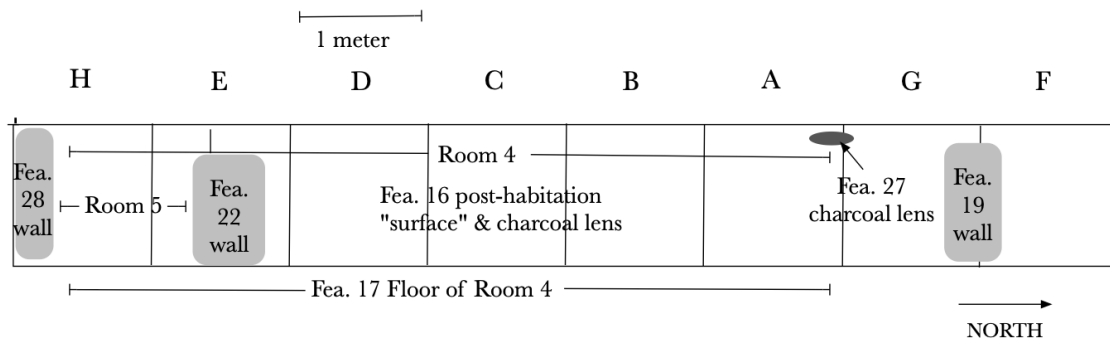 1 meter
H E D C B A G F
Room 4
Fea.
28
wall
Room 5
Fea.
22
wall
Fea. 16 post-habitation
"surface" & charcoal lens
Fea. 27
charcoal lens
Fea.
19
wall
Fea. 17 Floor of Room 4
NORTH